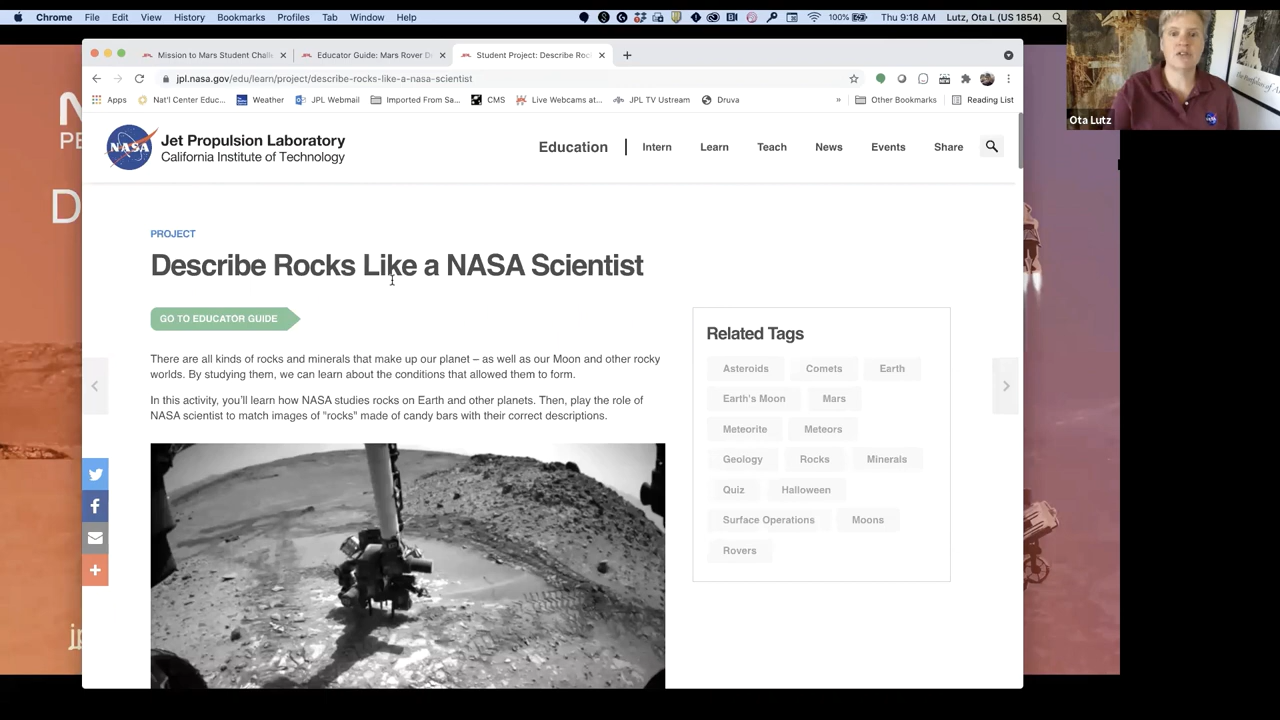 Chrome File Edit View History Bookmarks Profiles Tab Window Help 100% Thu 9:18 AM Lutz, Ota L (US 1854)
Mission to Mars Student Challe
Educator Guide: Mars Rover D
Student Project: Describe Roc
jpl.nasa.gov/edu/learn/project/describe-rocks-like-a-nasa-scientist
Apps Nat'l Center Educ... Weather JPL Webmail Imported From Sa... CMS Live Webcams at... JPL TV Ustream Druva » Other Bookmarks Reading List
Ota Lutz
N
PE
D
jp
NASA
Jet Propulsion Laboratory
California Institute of Technology
Education Intern Learn Teach News Events Share
PROJECT
Describe Rocks Like a NASA Scientist
GO TO EDUCATOR GUIDE
There are all kinds of rocks and minerals that make up our planet – as well as our Moon and other rocky
worlds. By studying them, we can learn about the conditions that allowed them to form.
In this activity, you'll learn how NASA studies rocks on Earth and other planets. Then, play the role of
NASA scientist to match images of "rocks" made of candy bars with their correct descriptions.
Related Tags
Asteroids Comets Earth
Earth's Moon Mars
Meteorite Meteors
Geology Rocks Minerals
Quiz Halloween
Surface Operations Moons
Rovers